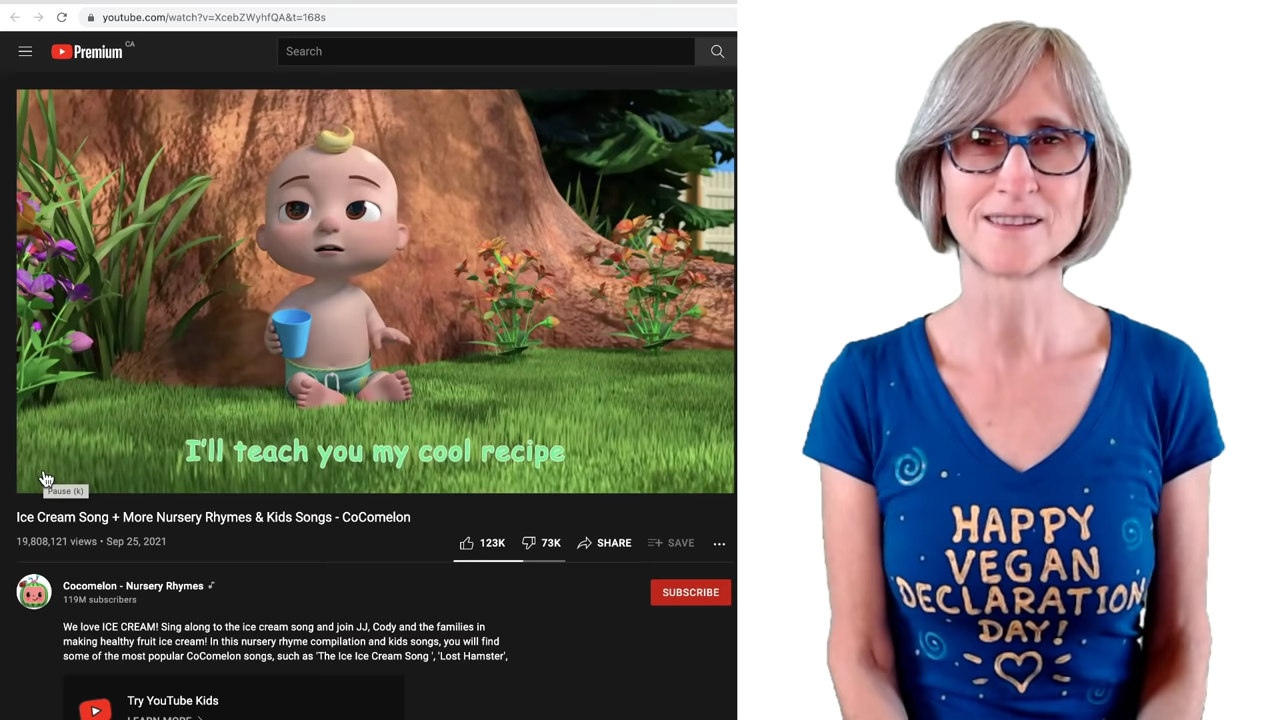 youtube.com/watch?v=XcebZWyhfQA&t=168s
Premium CA
Search
I'll teach you my cool recipe
Pause (k)
Ice Cream Song + More Nursery Rhymes & Kids Songs - CoComelon
19,808,121 views • Sep 25, 2021
123K
73K
SHARE
SAVE
Cocomelon - Nursery Rhymes
119M subscribers
SUBSCRIBE
We love ICE CREAM! Sing along to the ice cream song and join JJ, Cody and the families in
making healthy fruit ice cream! In this nursery rhyme compilation and kids songs, you will find
some of the most popular CoComelon songs, such as 'The Ice Ice Cream Song ', 'Lost Hamster',
Try YouTube Kids
LEARN MORE
HAPPY
VEGAN
DECLARATION
DAY!